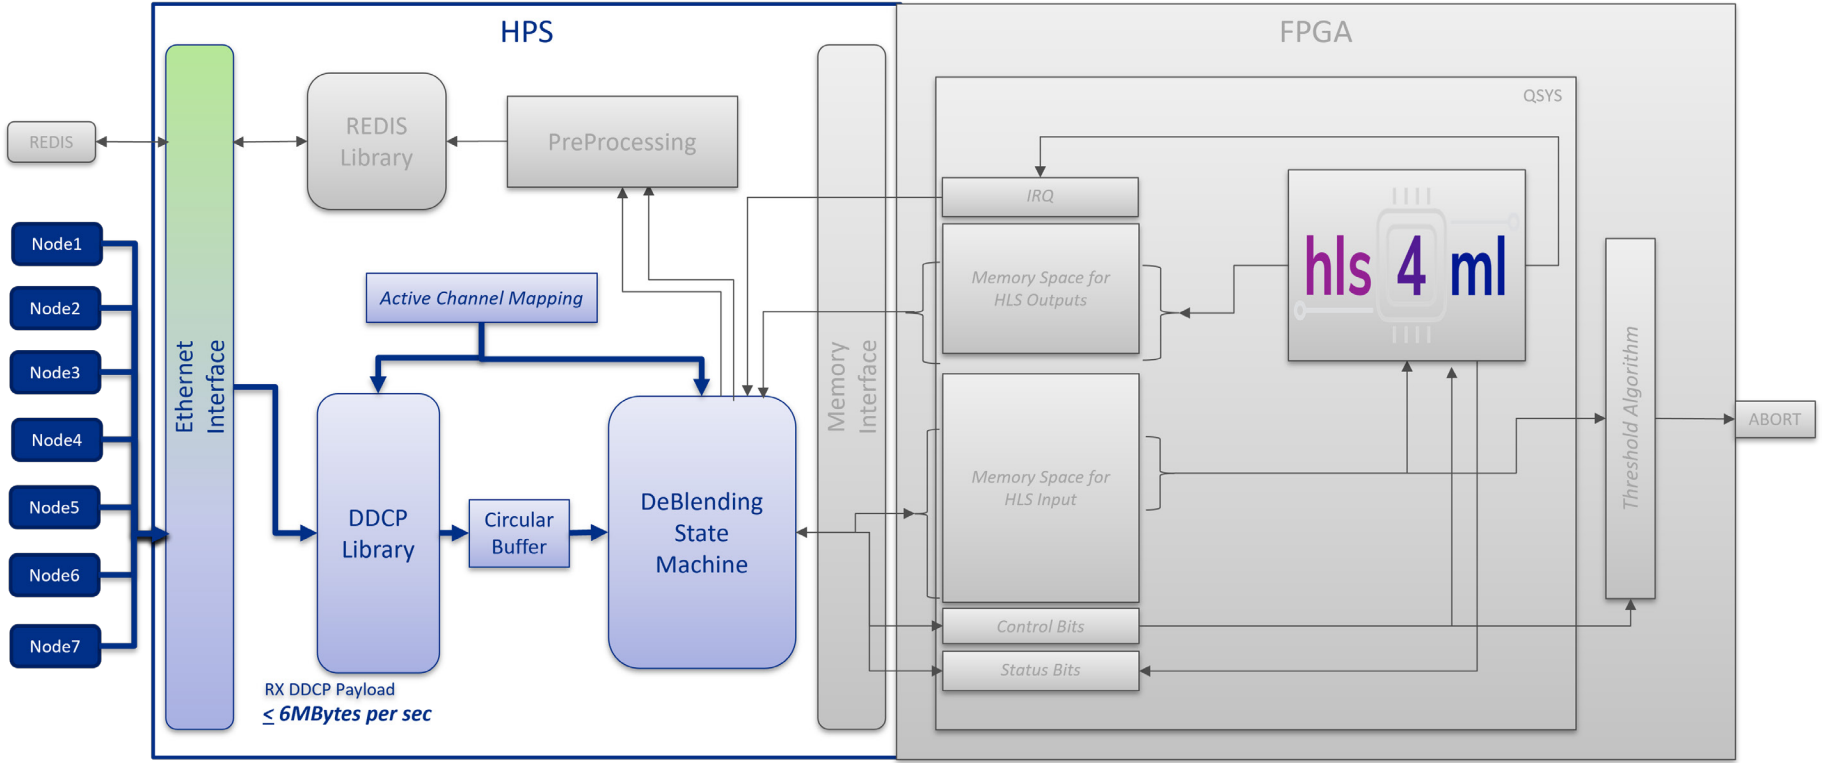 HPS
FPGA
QSYS
REDIS
REDIS
Library
PreProcessing
IRQ
hls 4 ml
Node1
Node2
Node3
Node4
Node5
Node6
Node7
Ethernet
Interface
Active Channel Mapping
Memory
Interface
Memory Space for
HLS Outputs
Threshold Algorithm
ABORT
DDCP
Library
Circular
Buffer
DeBlending
State
Machine
Memory Space for
HLS Input
Control Bits
Status Bits
RX DDCP Payload
≤ 6MBytes per sec